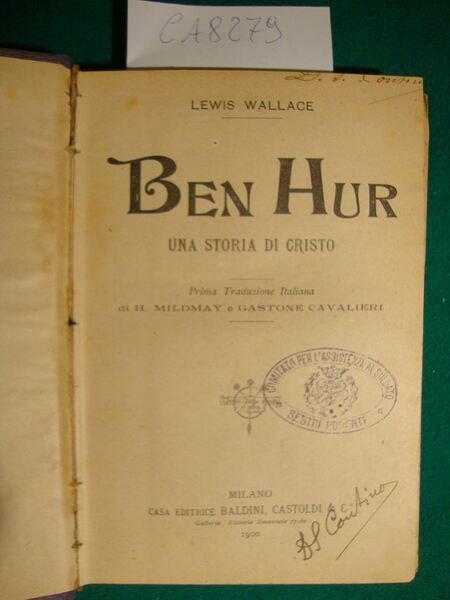 CA8279
LEWIS WALLACE
BEN HUR
UNA STORIA DI CRISTO
Prima Traduzione Italiana
di H. MILDMAY e GASTONE CAVALIERI
COMITATO PER L'ASSISTENZA AL SOLDATO
SESTRI PONENTE
MILANO
CASA EDITRICE BALDINI, CASTOLDI & C.
Galleria Vittorio Emanuele 17-80
1900